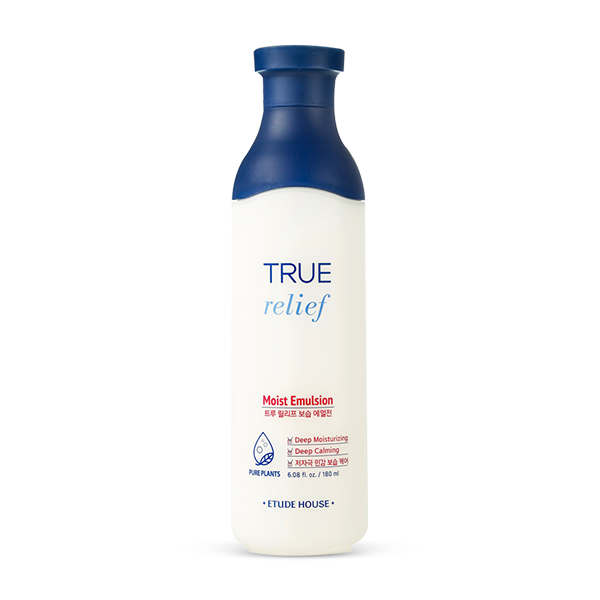 TRUE
relief
Moist Emulsion
트루 릴리프 보습 에멀전
Deep Moisturizing
Deep Calming
저자극 민감 보습 케어
PURE PLANTS
6.08 fl. oz. / 180 ml
• ETUDE HOUSE •